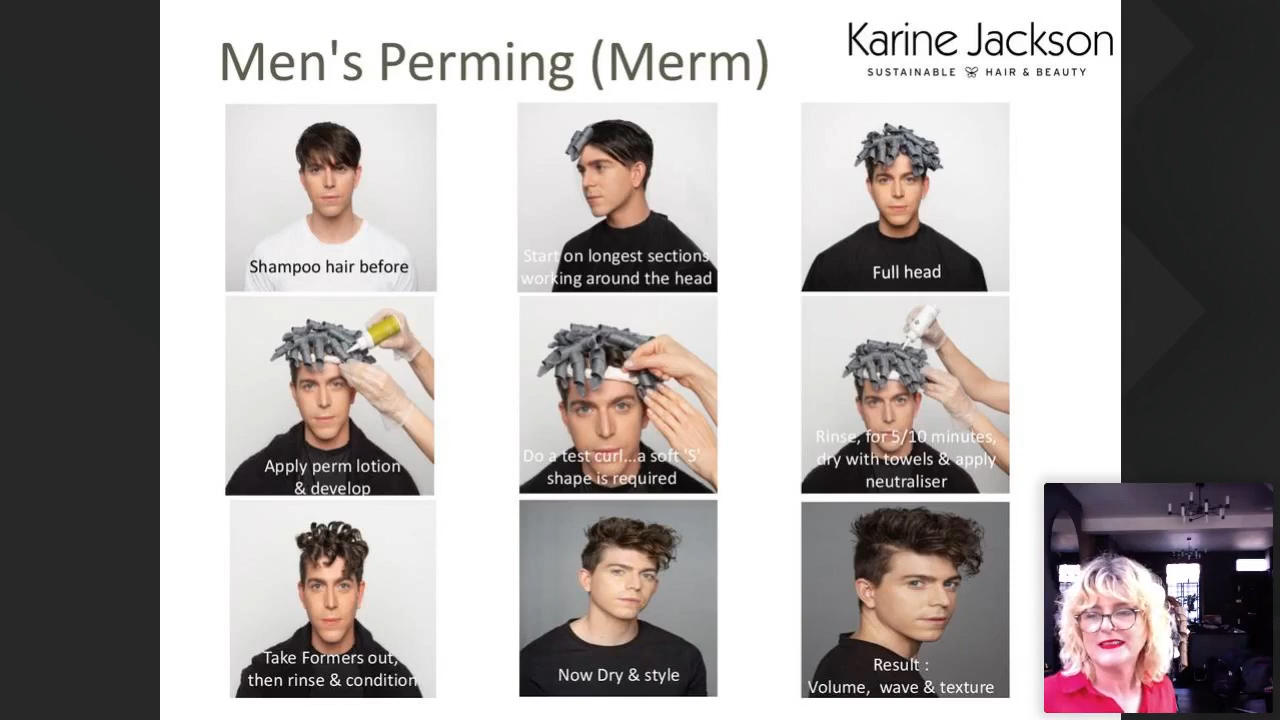 Men's Perming (Merm)
Karine Jackson
SUSTAINABLE HAIR & BEAUTY
Shampoo hair before
Start on longest sections
working around the head
Full head
Apply perm lotion
& develop
Do a test curl...a soft 'S'
shape is required
Rinse, for 5/10 minutes,
dry with towels & apply
neutraliser
Take Formers out,
then rinse & condition
Now Dry & style
Result :
Volume, wave & texture